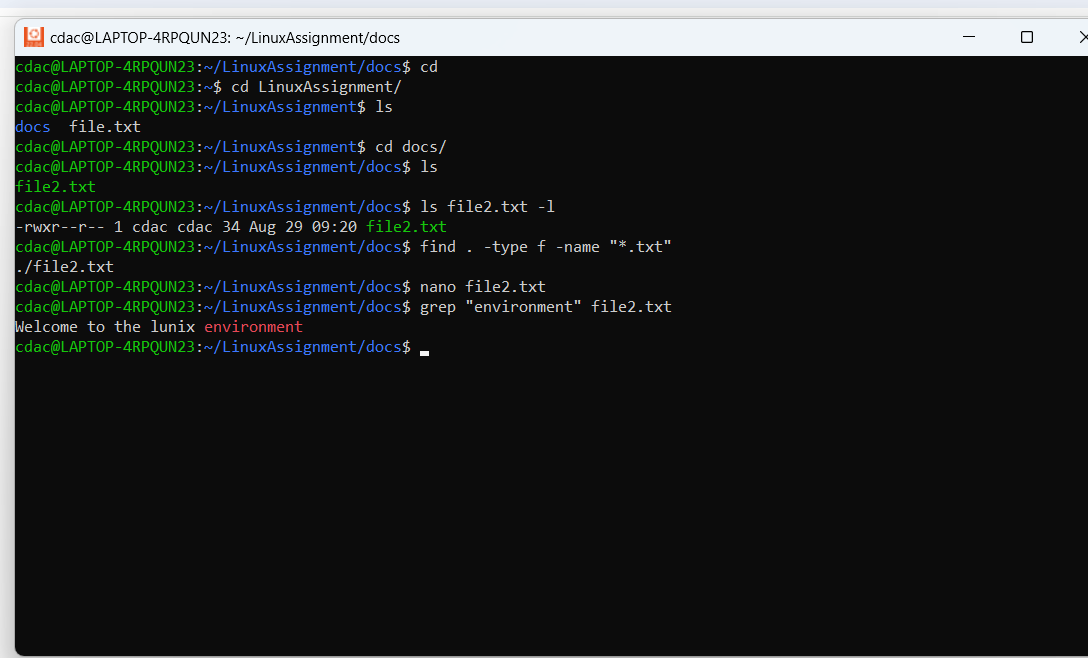 cdac@LAPTOP-4RPQUN23: ~/LinuxAssignment/docs
cdac@LAPTOP-4RPQUN23:~/LinuxAssignment/docs$ cd
cdac@LAPTOP-4RPQUN23:~$ cd LinuxAssignment/
cdac@LAPTOP-4RPQUN23:~/LinuxAssignment$ ls
docs  file.txt
cdac@LAPTOP-4RPQUN23:~/LinuxAssignment$ cd docs/
cdac@LAPTOP-4RPQUN23:~/LinuxAssignment/docs$ ls
file2.txt
cdac@LAPTOP-4RPQUN23:~/LinuxAssignment/docs$ ls file2.txt -l
-rwxr--r-- 1 cdac cdac 34 Aug 29 09:20 file2.txt
cdac@LAPTOP-4RPQUN23:~/LinuxAssignment/docs$ find . -type f -name "*.txt"
./file2.txt
cdac@LAPTOP-4RPQUN23:~/LinuxAssignment/docs$ nano file2.txt
cdac@LAPTOP-4RPQUN23:~/LinuxAssignment/docs$ grep "environment" file2.txt
Welcome to the lunix environment
cdac@LAPTOP-4RPQUN23:~/LinuxAssignment/docs$